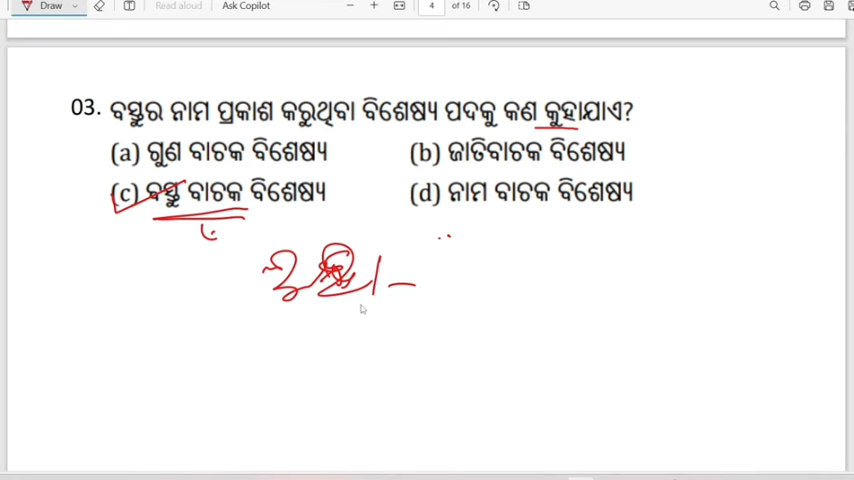 Draw
Read aloud
Ask Copilot
4 of 16
03. ବସ୍ତୁର ନାମ ପ୍ରକାଶ କରୁଥିବା ବିଶେଷ୍ୟ ପଦକୁ କଣ କୁହାଯାଏ?
(a) ଗୁଣ ବାଚକ ବିଶେଷ୍ୟ (b) ଜାତିବାଚକ ବିଶେଷ୍ୟ
(c) ବସ୍ତୁ ବାଚକ ବିଶେଷ୍ୟ (d) ନାମ ବାଚକ ବିଶେଷ୍ୟ